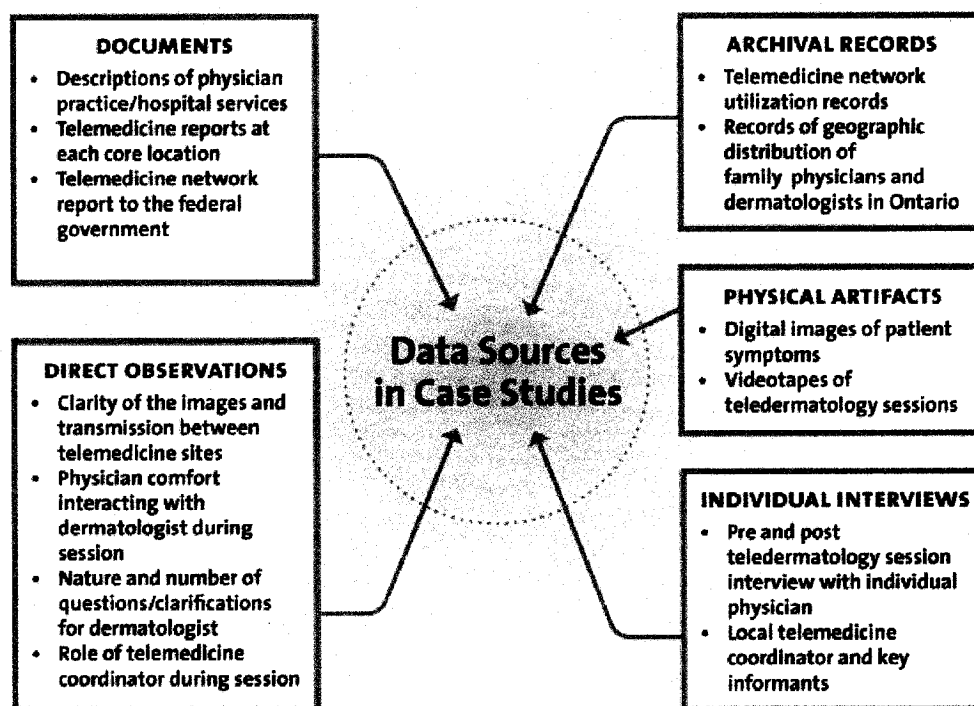 DOCUMENTS
• Descriptions of physician
practice/hospital services
• Telemedicine reports at
each core location
• Telemedicine network
report to the federal
government
ARCHIVAL RECORDS
• Telemedicine network
utilization records
• Records of geographic
distribution of
family physicians and
dermatologists in Ontario
PHYSICAL ARTIFACTS
• Digital images of patient
symptoms
• Videotapes of
teledermatology sessions
Data Sources
in Case Studies
DIRECT OBSERVATIONS
• Clarity of the images and
transmission between
telemedicine sites
• Physician comfort
interacting with
dermatologist during
session
• Nature and number of
questions/clarifications
for dermatologist
• Role of telemedicine
coordinator during session
INDIVIDUAL INTERVIEWS
• Pre and post
teledermatology session
interview with individual
physician
• Local telemedicine
coordinator and key
informants